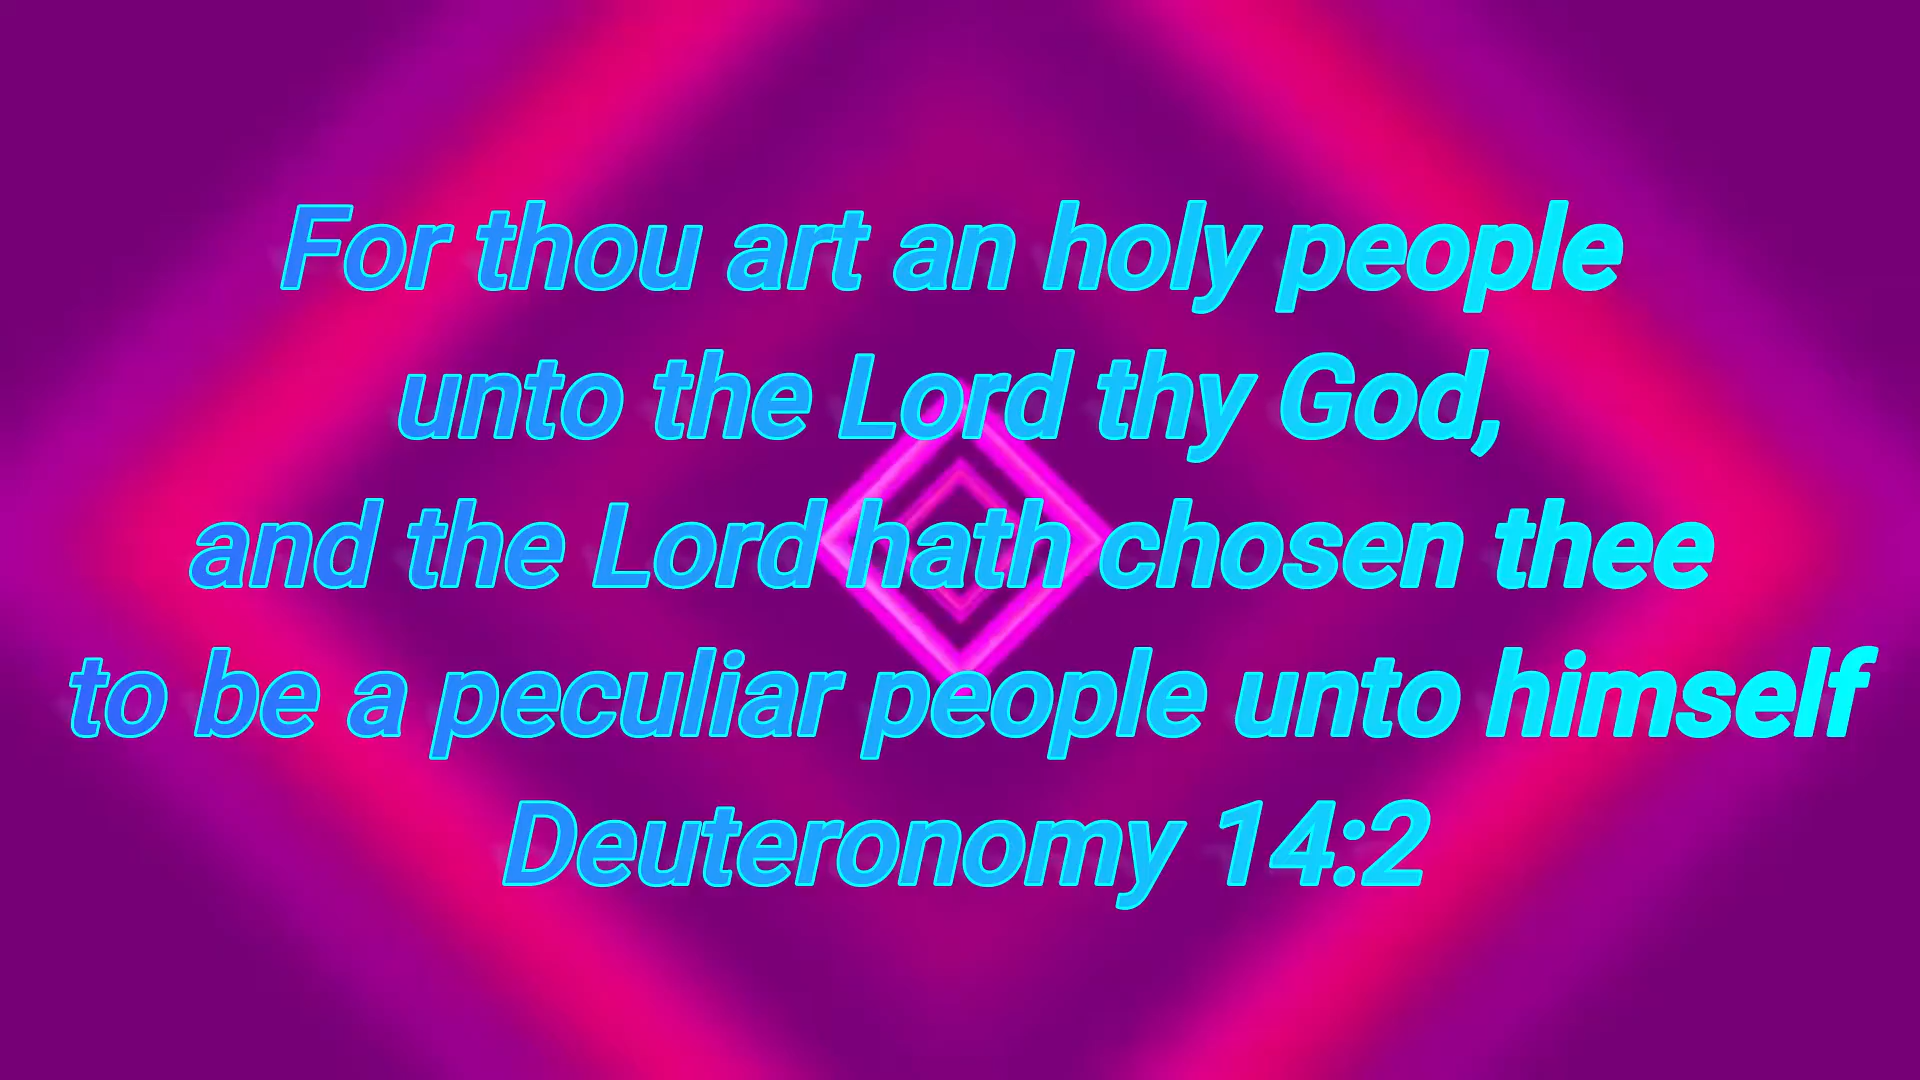 For thou art an holy people
unto the Lord thy God,
and the Lord hath chosen thee
to be a peculiar people unto himself
Deuteronomy 14:2